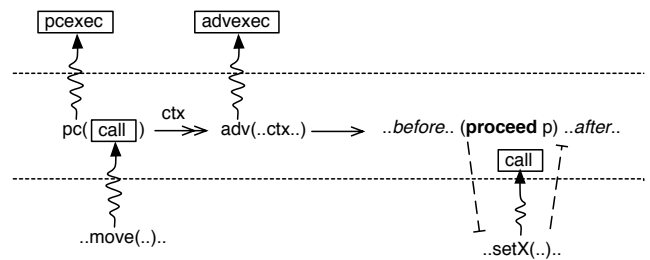 pcexec advexec
ctx
pc( call ) adv(..ctx..) ..before.. (proceed p) ..after..
call
..move(..)..
..setX(..)..